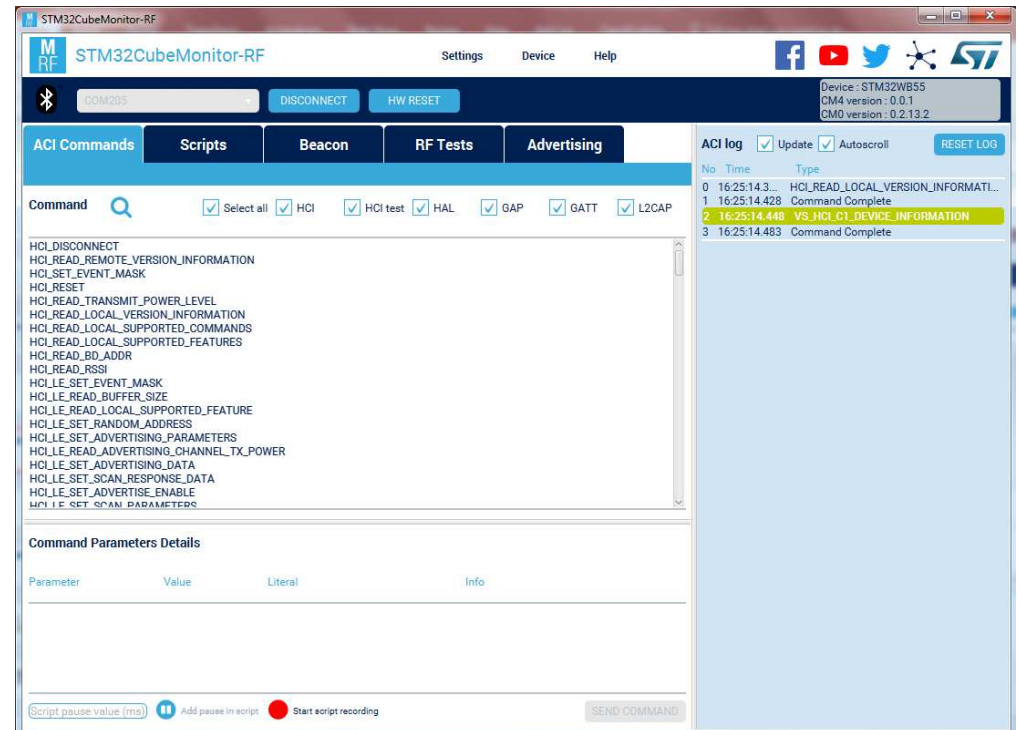 STM32CubeMonitor-RF
M
RF
STM32CubeMonitor-RF
Settings Device Help
COM205 DISCONNECT HW RESET
Device : STM32WB55
CM4 version : 0.0.1
CM0 version : 0.2.13.2
ACI Commands Scripts Beacon RF Tests Advertising
Command Select all HCI HCI test HAL GAP GATT L2CAP
HCI_DISCONNECT
HCI_READ_REMOTE_VERSION_INFORMATION
HCI_SET_EVENT_MASK
HCI_RESET
HCI_READ_TRANSMIT_POWER_LEVEL
HCI_READ_LOCAL_VERSION_INFORMATION
HCI_READ_LOCAL_SUPPORTED_COMMANDS
HCI_READ_LOCAL_SUPPORTED_FEATURES
HCI_READ_BD_ADDR
HCI_READ_RSSI
HCI_LE_SET_EVENT_MASK
HCI_LE_READ_BUFFER_SIZE
HCI_LE_READ_LOCAL_SUPPORTED_FEATURE
HCI_LE_SET_RANDOM_ADDRESS
HCI_LE_SET_ADVERTISING_PARAMETERS
HCI_LE_READ_ADVERTISING_CHANNEL_TX_POWER
HCI_LE_SET_ADVERTISING_DATA
HCI_LE_SET_SCAN_RESPONSE_DATA
HCI_LE_SET_ADVERTISE_ENABLE
HCI_LE_SET_SCAN_PARAMETERS
Command Parameters Details
Parameter Value Literal Info
Script pause value (ms) Add pause in script Start script recording SEND COMMAND
ACI log Update Autoscroll RESET LOG
No Time Type
0 16:25:14.3... HCI_READ_LOCAL_VERSION_INFORMATI...
1 16:25:14.428 Command Complete
2 16:25:14.448 VS_HCI_C1_DEVICE_INFORMATION
3 16:25:14.483 Command Complete